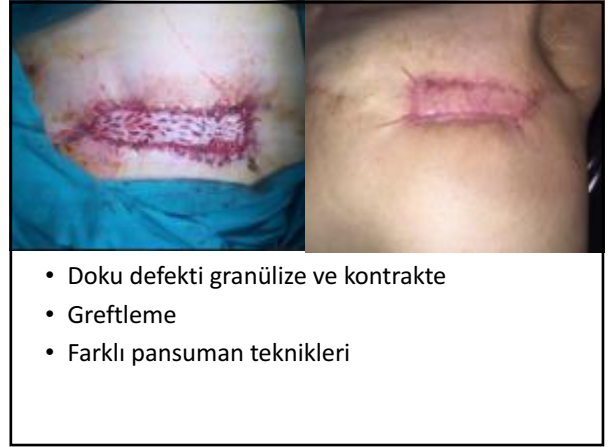 • Doku defekti granülize ve kontrakte
• Greftleme
• Farklı pansuman teknikleri